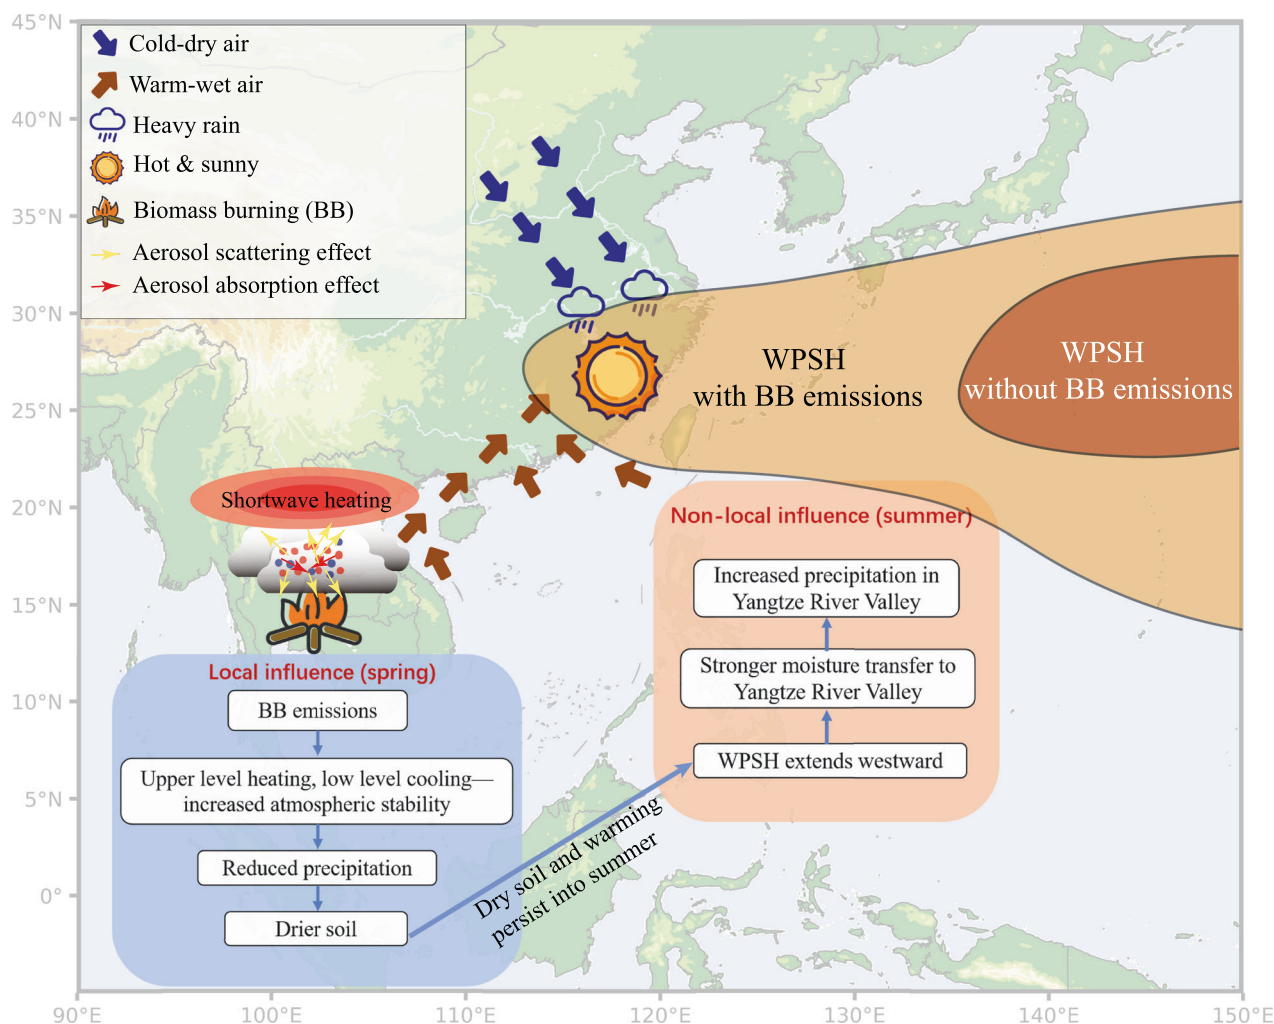 45°N
40°N
35°N
30°N
25°N
20°N
15°N
10°N
5°N
0°
90°E
100°E
110°E
120°E
130°E
140°E
150°E
Cold-dry air
Warm-wet air
Heavy rain
Hot & sunny
Biomass burning (BB)
Aerosol scattering effect
Aerosol absorption effect
WPSH
with BB emissions
WPSH
without BB emissions
Shortwave heating
Local influence (spring)
BB emissions
Upper level heating, low level cooling—
increased atmospheric stability
Reduced precipitation
Drier soil
Dry soil and warming
persist into summer
Non-local influence (summer)
Increased precipitation in
Yangtze River Valley
Stronger moisture transfer to
Yangtze River Valley
WPSH extends westward